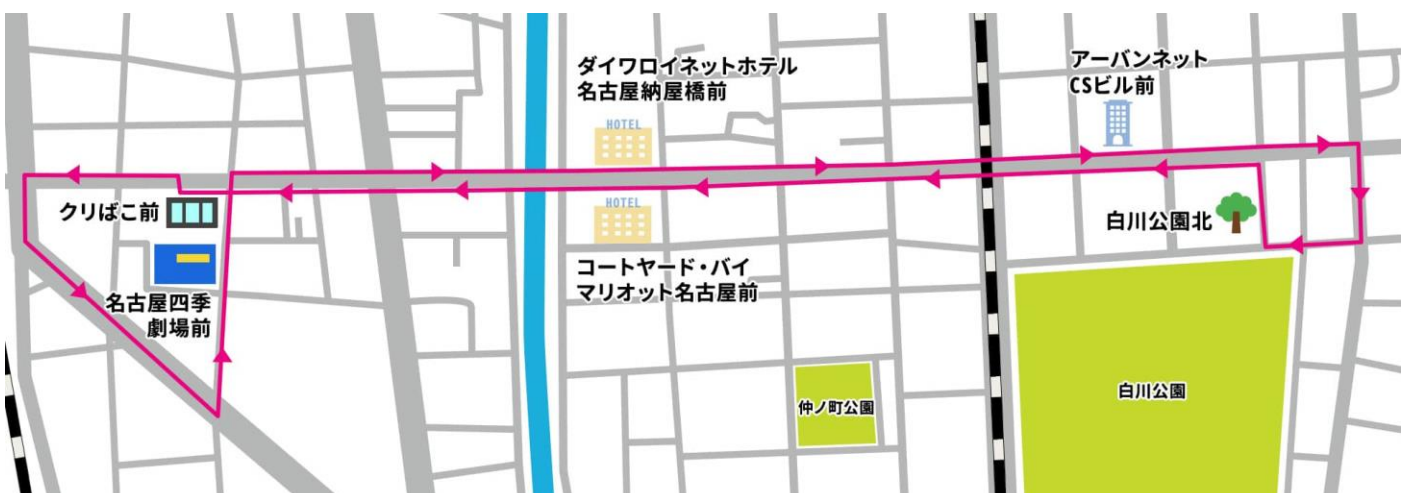 ダイワロイネットホテル
名古屋納屋橋前
HOTEL
アーバンネット
CSビル前
クリばこ前
HOTEL
白川公園北
コートヤード・バイ
マリオット名古屋前
名古屋四季
劇場前
仲ノ町公園
白川公園